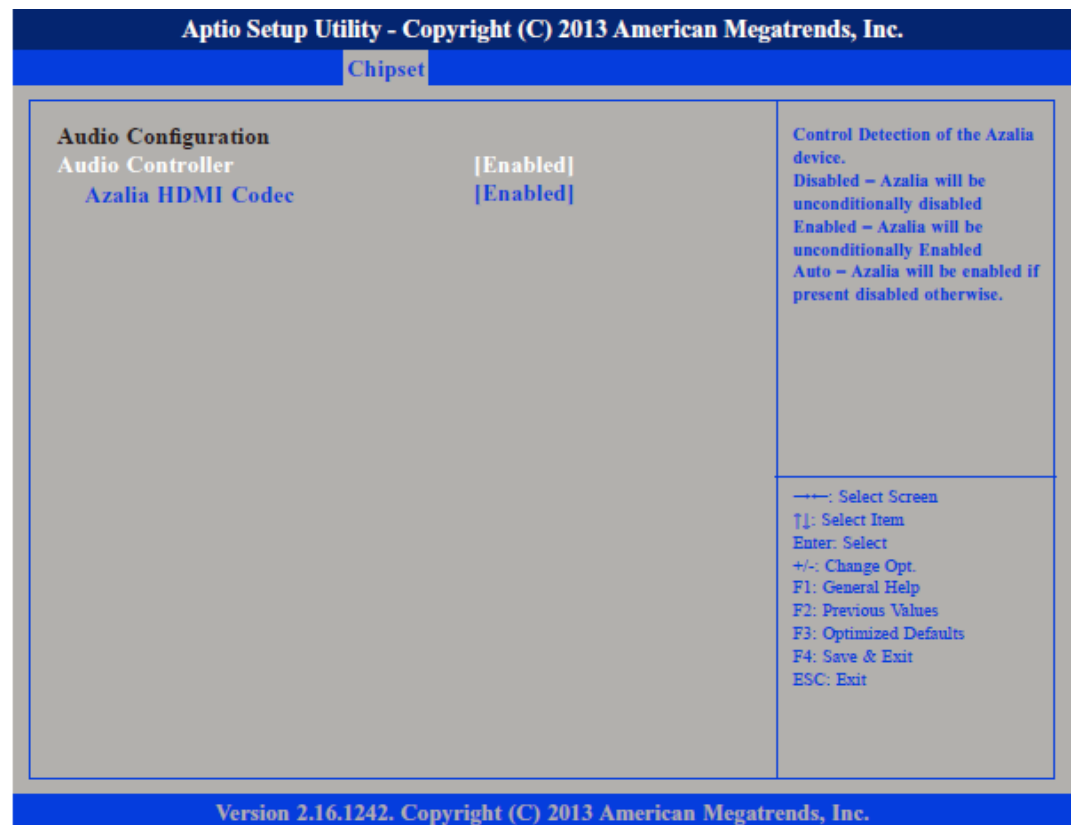 Aptio Setup Utility - Copyright (C) 2013 American Megatrends, Inc.
Chipset
Audio Configuration
Audio Controller [Enabled]
Azalia HDMI Codec [Enabled]
Control Detection of the Azalia
device.
Disabled – Azalia will be
unconditionally disabled
Enabled – Azalia will be
unconditionally Enabled
Auto – Azalia will be enabled if
present disabled otherwise.
→←: Select Screen
↑↓: Select Item
Enter: Select
+/-: Change Opt.
F1: General Help
F2: Previous Values
F3: Optimized Defaults
F4: Save & Exit
ESC: Exit
Version 2.16.1242. Copyright (C) 2013 American Megatrends, Inc.